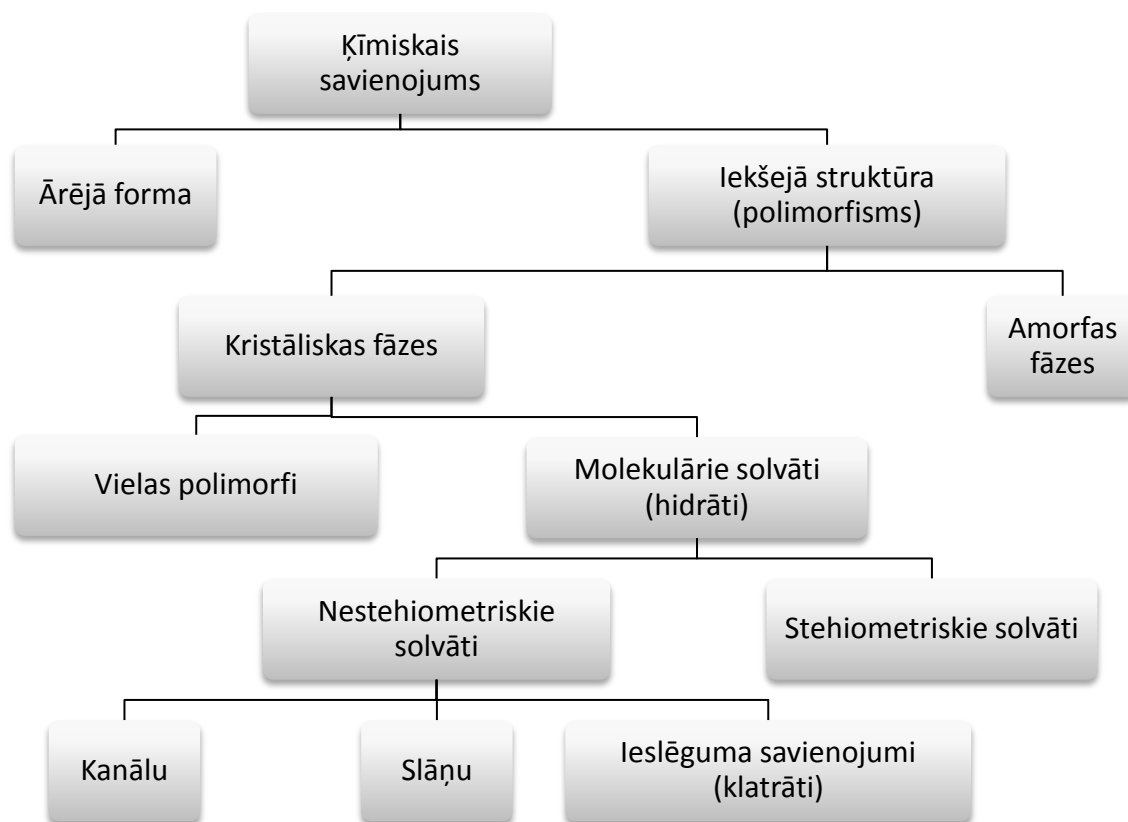 Ķīmiskais
savienojums
Ārējā forma
Iekšejā struktūra
(polimorfisms)
Kristāliskas fāzes
Amorfas
fāzes
Vielas polimorfi
Molekulārie solvāti
(hidrāti)
Nestehiometriskie
solvāti
Stehiometriskie solvāti
Kanālu
Slāņu
Ieslēguma savienojumi
(klatrāti)